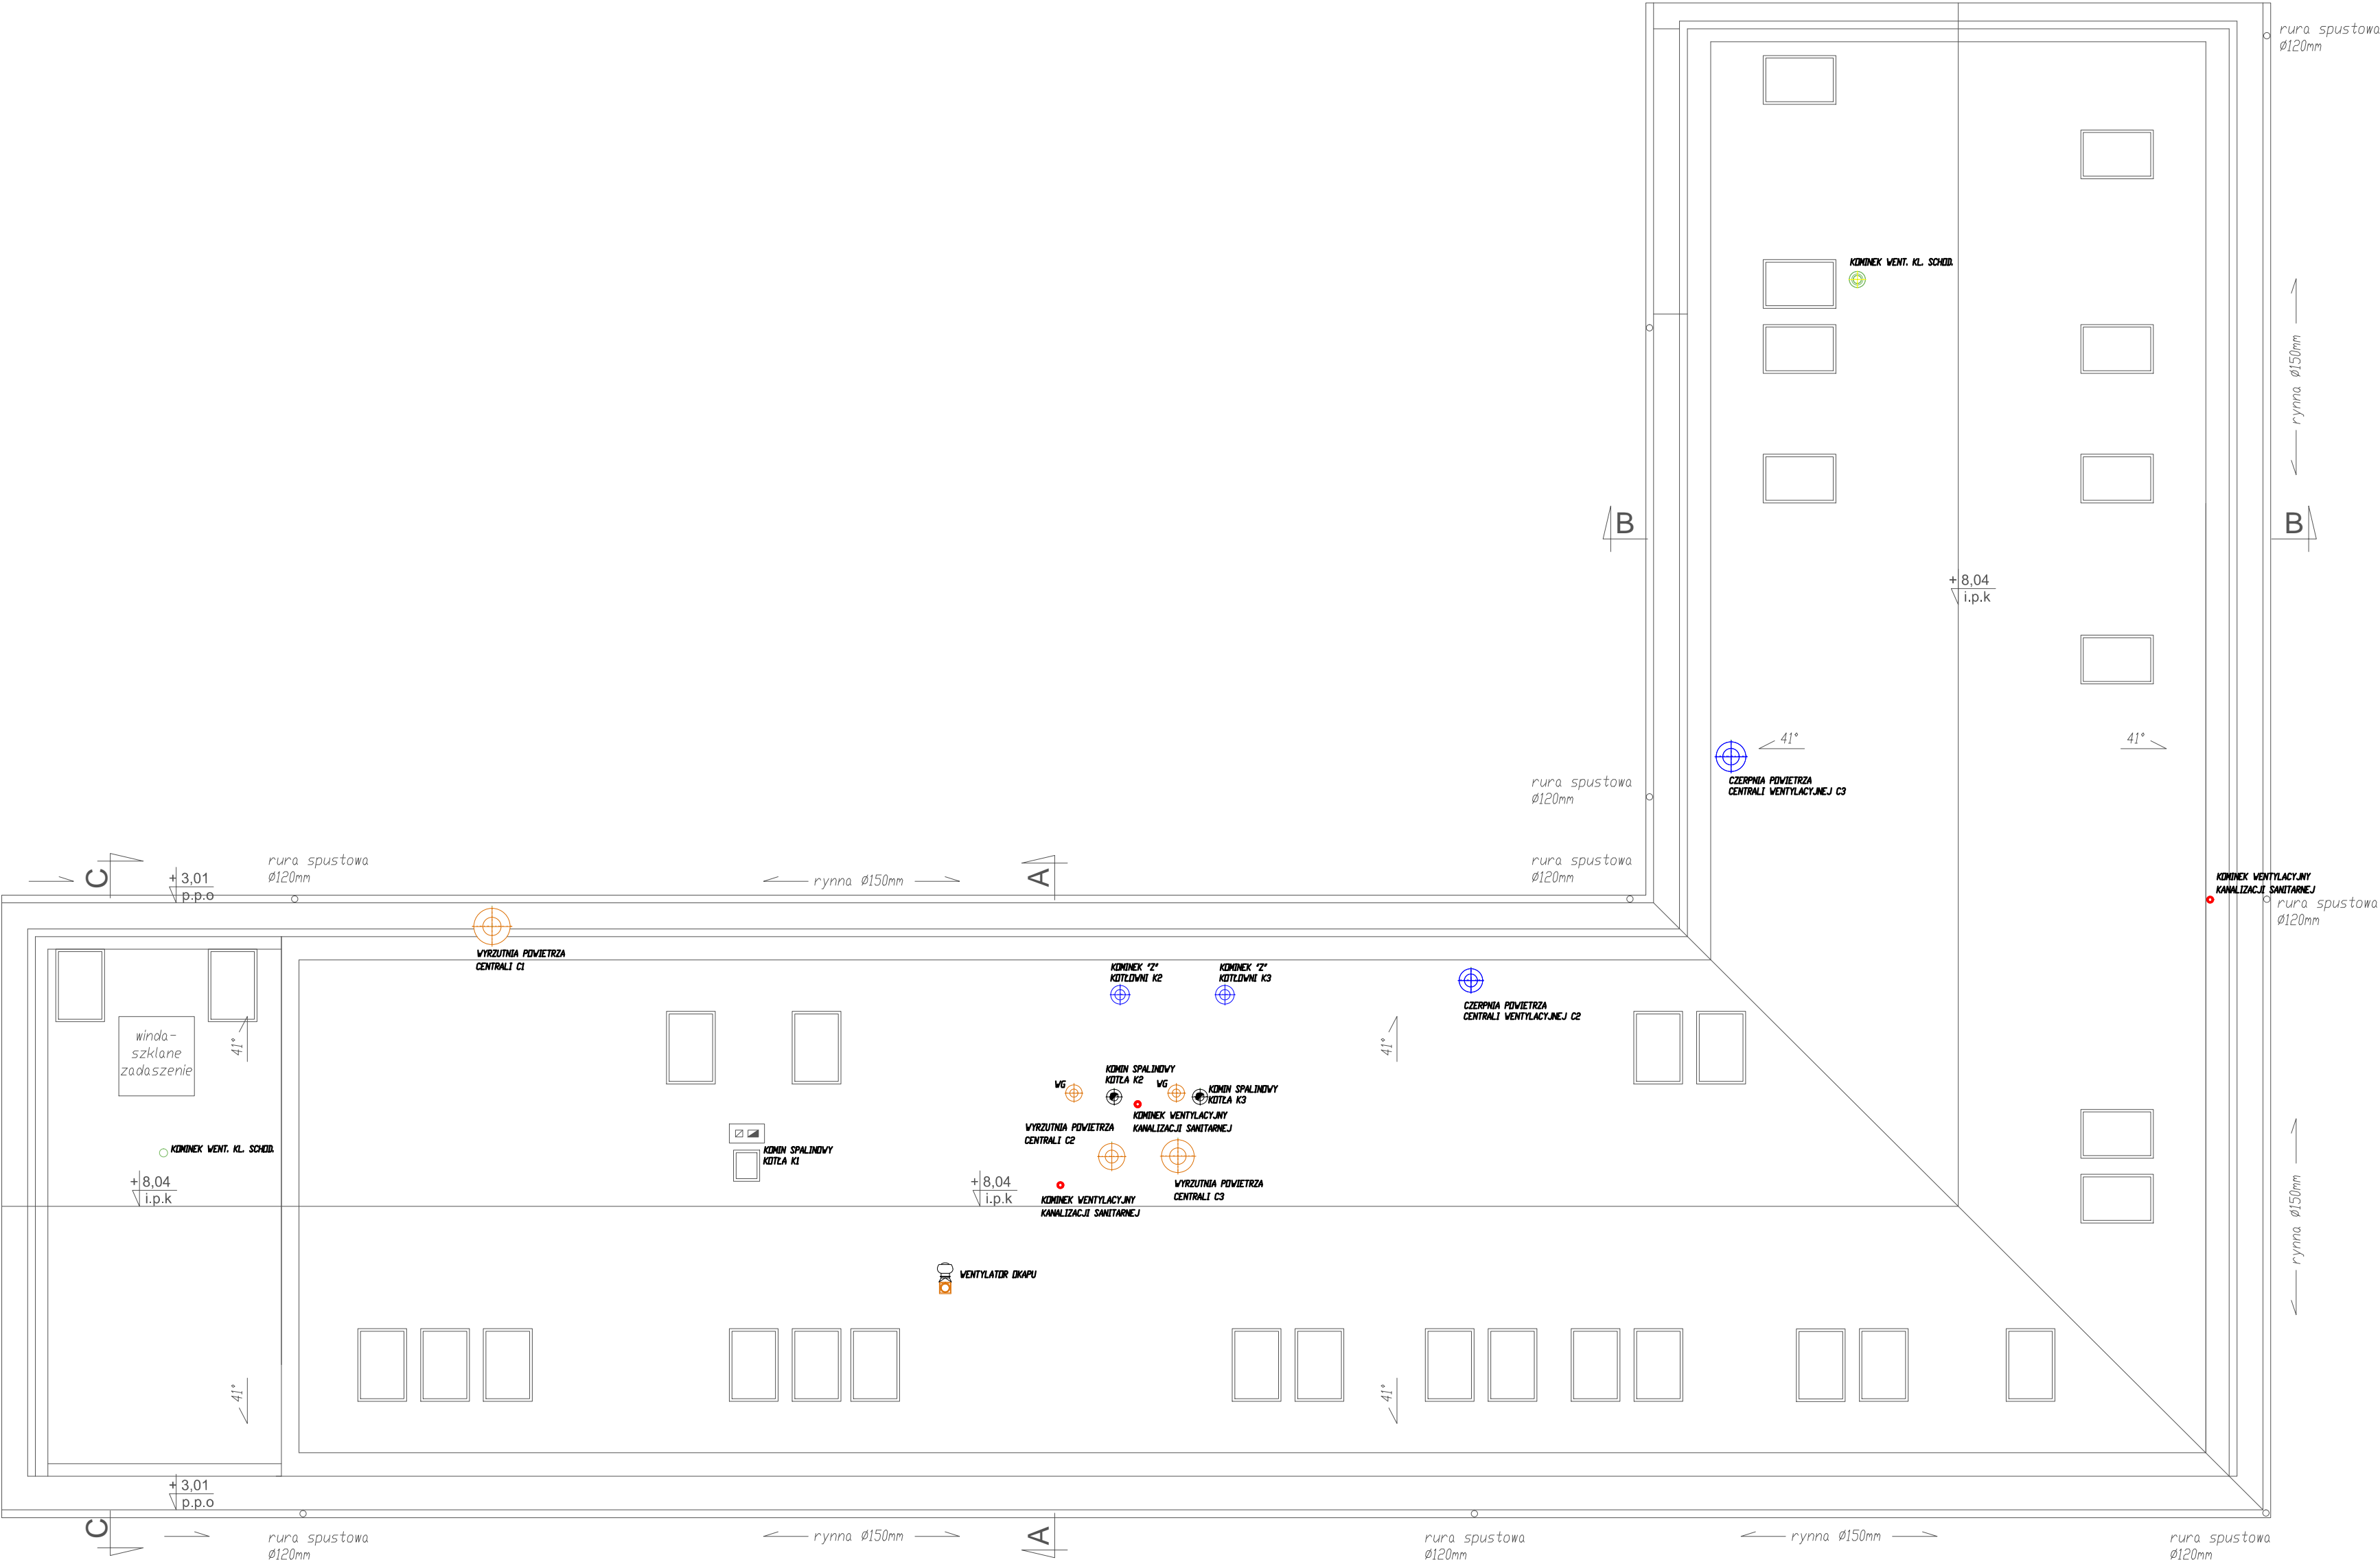 rura spustowa
Ø120mm
KOMINEK WENT. KL. SCHOD.
rynna Ø150mm
B
B
+ 8,04
i.p.k
41°
41°
CZERPNIA POWIETRZA
CENTRALI WENTYLACYJNEJ C3
rura spustowa
Ø120mm
C
+ 3,01
p.p.o
rura spustowa
Ø120mm
rynna Ø150mm
A
rura spustowa
Ø120mm
KOMINEK WENTYLACYJNY
KANALIZACJI SANITARNEJ
rura spustowa
Ø120mm
WYRZUTNIA POWIETRZA
CENTRALI C1
KOMINEK "Z"
KOTŁOWNI K2
KOMINEK "Z"
KOTŁOWNI K3
CZERPNIA POWIETRZA
CENTRALI WENTYLACYJNEJ C2
winda-
szklane
zadaszenie
41°
41°
KOMIN SPALINOWY
KOTŁA K2
WG
WG
KOMIN SPALINOWY
KOTŁA K3
KOMINEK WENTYLACYJNY
KANALIZACJI SANITARNEJ
WYRZUTNIA POWIETRZA
CENTRALI C2
KOMINEK WENT. KL. SCHOD.
KOMIN SPALINOWY
KOTŁA K1
+ 8,04
i.p.k
+ 8,04
i.p.k
WYRZUTNIA POWIETRZA
CENTRALI C3
KOMINEK WENTYLACYJNY
KANALIZACJI SANITARNEJ
rynna Ø150mm
WENTYLATOR OKAPU
41°
41°
+ 3,01
p.p.o
C
rura spustowa
Ø120mm
rynna Ø150mm
A
rura spustowa
Ø120mm
rynna Ø150mm
rura spustowa
Ø120mm